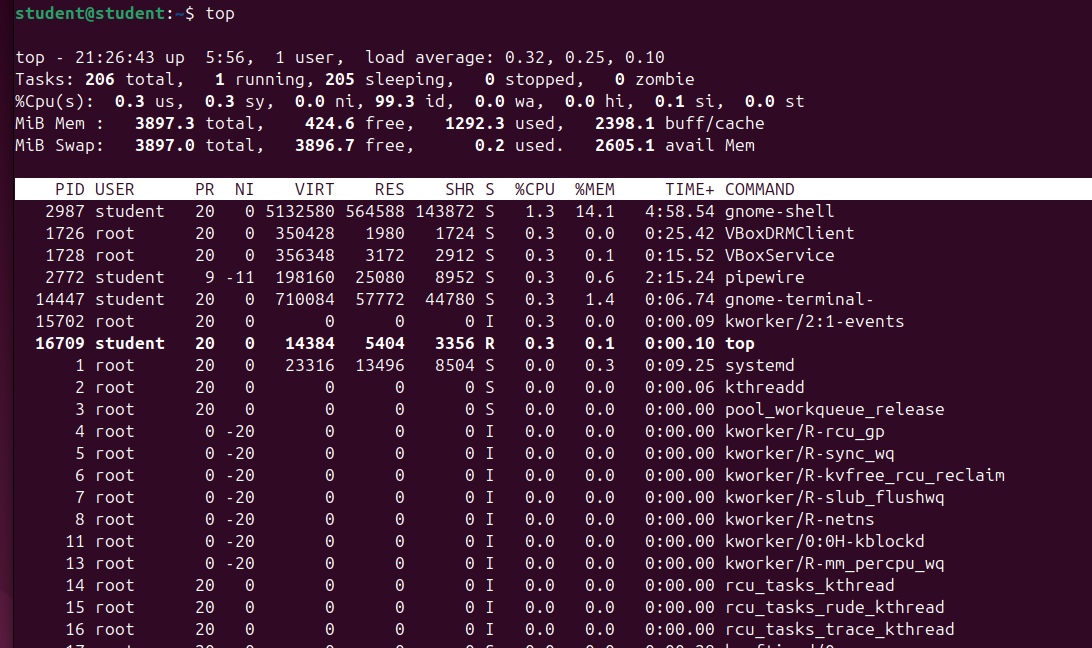 student@student:~$ top
top - 21:26:43 up  5:56,  1 user,  load average: 0.32, 0.25, 0.10
Tasks: 206 total,   1 running, 205 sleeping,   0 stopped,   0 zombie
%Cpu(s):  0.3 us,  0.3 sy,  0.0 ni, 99.3 id,  0.0 wa,  0.0 hi,  0.1 si,  0.0 st
MiB Mem :   3897.3 total,    424.6 free,   1292.3 used,   2398.1 buff/cache
MiB Swap:   3897.0 total,   3896.7 free,      0.2 used.   2605.1 avail Mem
    PID USER      PR  NI    VIRT    RES    SHR S  %CPU  %MEM     TIME+ COMMAND
   2987 student   20   0 5132580 564588 143872 S   1.3  14.1   4:58.54 gnome-shell
   1726 root      20   0  350428   1980   1724 S   0.3   0.0   0:25.42 VBoxDRMClient
   1728 root      20   0  356348   3172   2912 S   0.3   0.1   0:15.52 VBoxService
   2772 student    9 -11  198160  25080   8952 S   0.3   0.6   2:15.24 pipewire
  14447 student   20   0  710084  57772  44780 S   0.3   1.4   0:06.74 gnome-terminal-
  15702 root      20   0       0      0      0 I   0.3   0.0   0:00.09 kworker/2:1-events
  16709 student   20   0   14384   5404   3356 R   0.3   0.1   0:00.10 top
      1 root      20   0   23316  13496   8504 S   0.0   0.3   0:09.25 systemd
      2 root      20   0       0      0      0 S   0.0   0.0   0:00.06 kthreadd
      3 root      20   0       0      0      0 S   0.0   0.0   0:00.00 pool_workqueue_release
      4 root       0 -20       0      0      0 I   0.0   0.0   0:00.00 kworker/R-rcu_gp
      5 root       0 -20       0      0      0 I   0.0   0.0   0:00.00 kworker/R-sync_wq
      6 root       0 -20       0      0      0 I   0.0   0.0   0:00.00 kworker/R-kvfree_rcu_reclaim
      7 root       0 -20       0      0      0 I   0.0   0.0   0:00.00 kworker/R-slub_flushwq
      8 root       0 -20       0      0      0 I   0.0   0.0   0:00.00 kworker/R-netns
     11 root       0 -20       0      0      0 I   0.0   0.0   0:00.00 kworker/0:0H-kblockd
     13 root       0 -20       0      0      0 I   0.0   0.0   0:00.00 kworker/R-mm_percpu_wq
     14 root      20   0       0      0      0 I   0.0   0.0   0:00.00 rcu_tasks_kthread
     15 root      20   0       0      0      0 I   0.0   0.0   0:00.00 rcu_tasks_rude_kthread
     16 root      20   0       0      0      0 I   0.0   0.0   0:00.00 rcu_tasks_trace_kthread